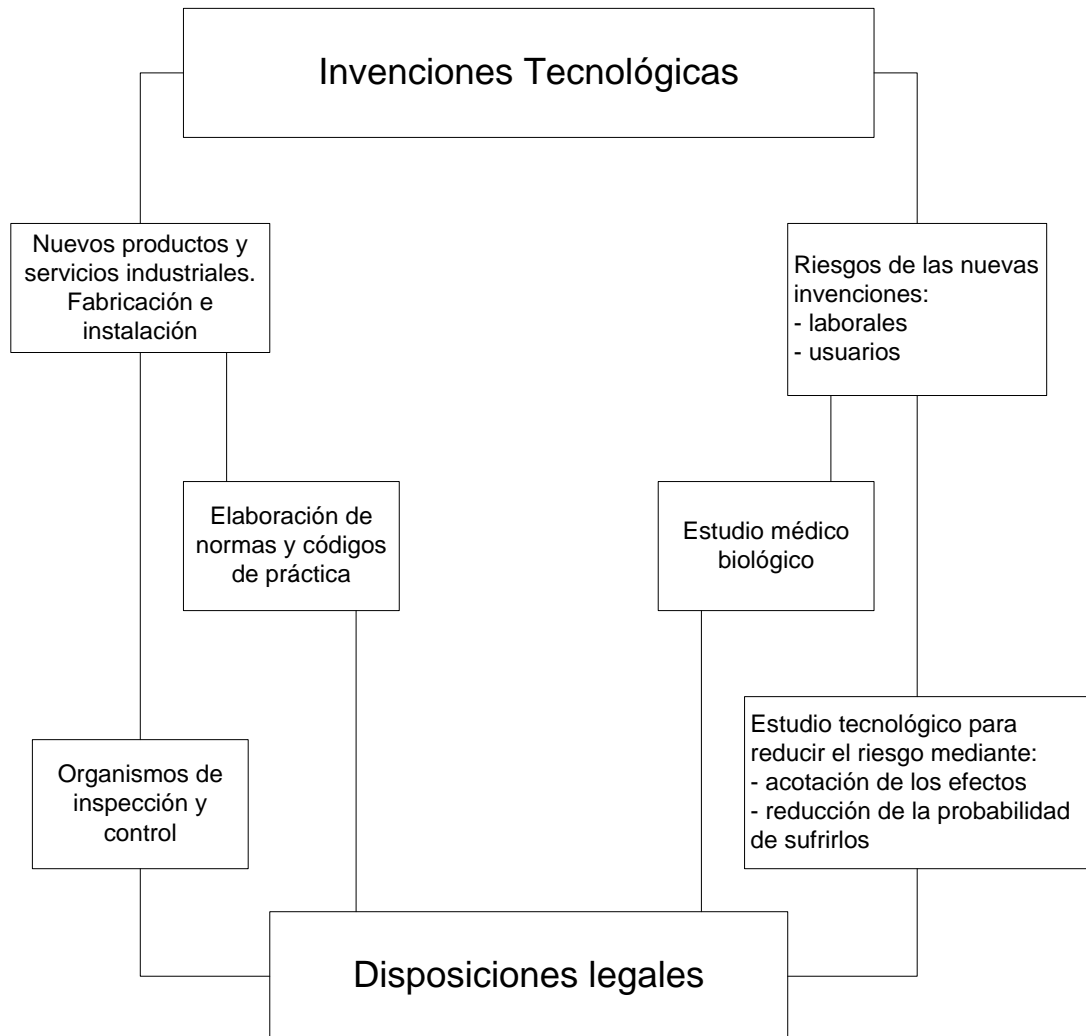 Invenciones Tecnológicas
Nuevos productos y
servicios industriales.
Fabricación e
instalación
Riesgos de las nuevas
invenciones:
- laborales
- usuarios
Elaboración de
normas y códigos
de práctica
Estudio médico
biológico
Organismos de
inspección y
control
Estudio tecnológico para
reducir el riesgo mediante:
- acotación de los efectos
- reducción de la probabilidad
de sufrirlos
Disposiciones legales